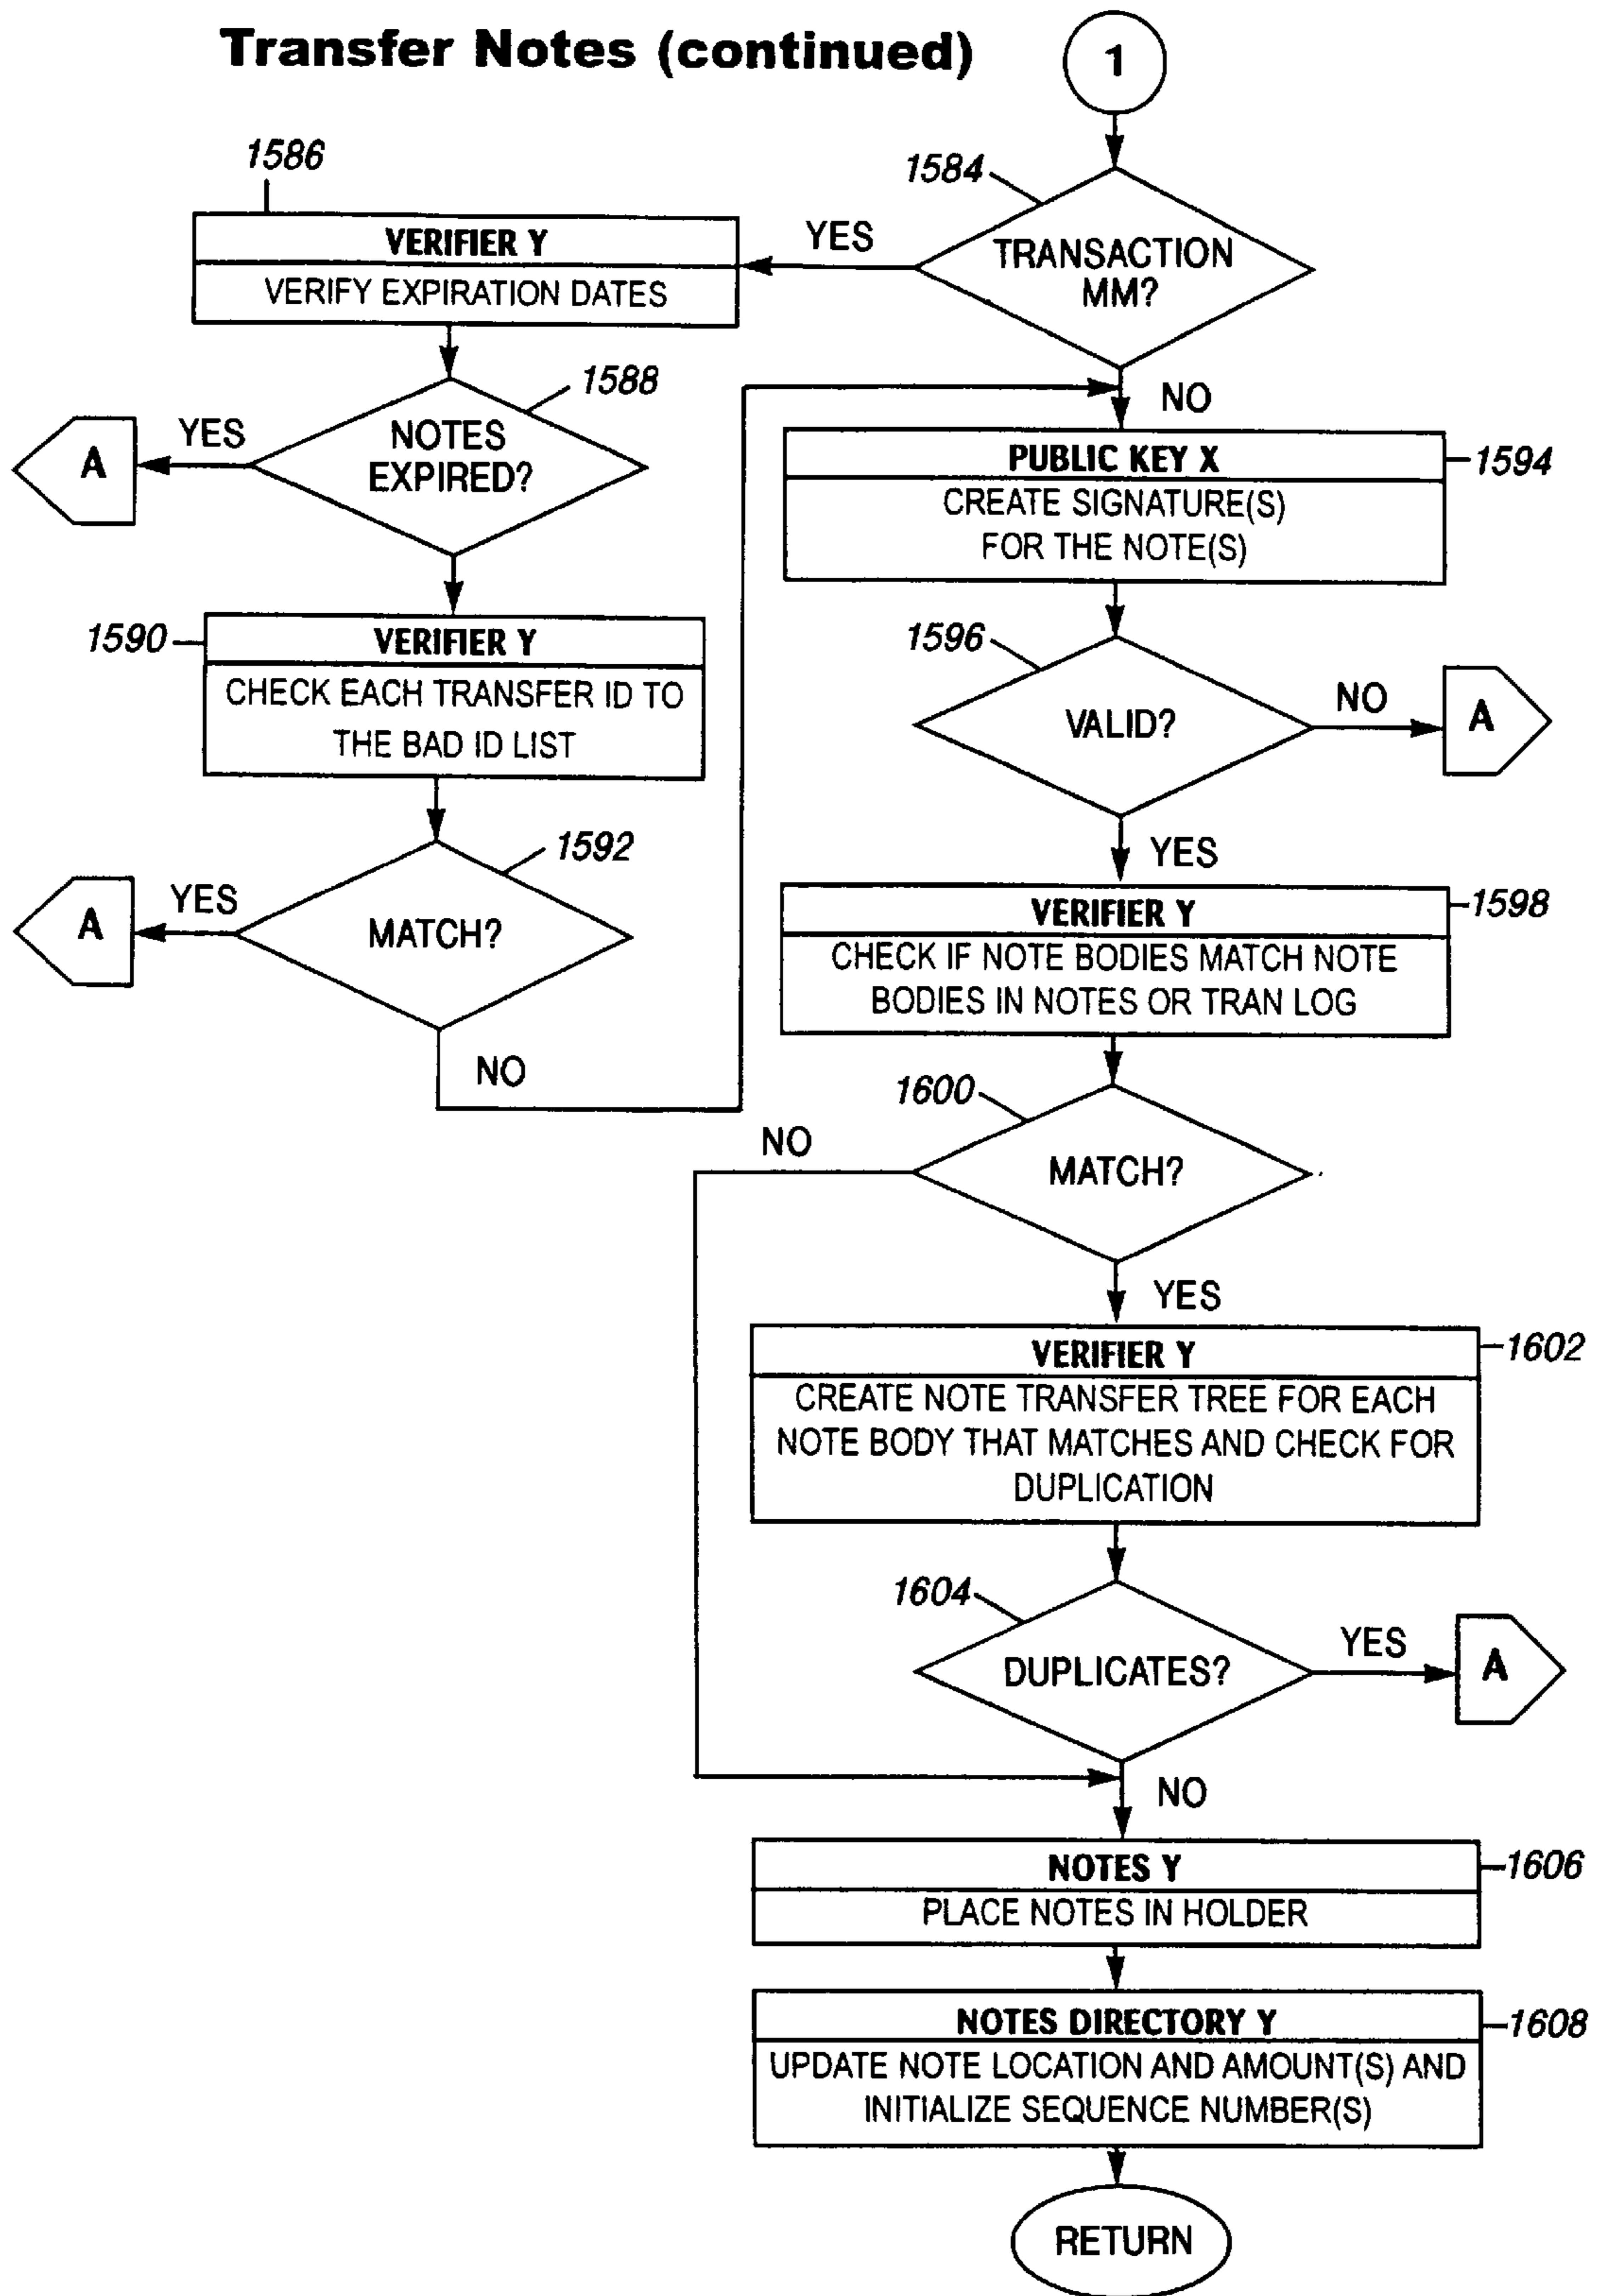 Transfer Notes (continued)
1
1584
TRANSACTION
MM?
YES
NO
1586
VERIFIER Y
VERIFY EXPIRATION DATES
1588
NOTES
EXPIRED?
YES
A
1590
VERIFIER Y
CHECK EACH TRANSFER ID TO
THE BAD ID LIST
1592
MATCH?
YES
A
NO
1594
PUBLIC KEY X
CREATE SIGNATURE(S)
FOR THE NOTE(S)
1596
VALID?
NO
A
YES
1598
VERIFIER Y
CHECK IF NOTE BODIES MATCH NOTE
BODIES IN NOTES OR TRAN LOG
1600
MATCH?
NO
YES
1602
VERIFIER Y
CREATE NOTE TRANSFER TREE FOR EACH
NOTE BODY THAT MATCHES AND CHECK FOR
DUPLICATION
1604
DUPLICATES?
YES
A
NO
1606
NOTES Y
PLACE NOTES IN HOLDER
1608
NOTES DIRECTORY Y
UPDATE NOTE LOCATION AND AMOUNT(S) AND
INITIALIZE SEQUENCE NUMBER(S)
RETURN